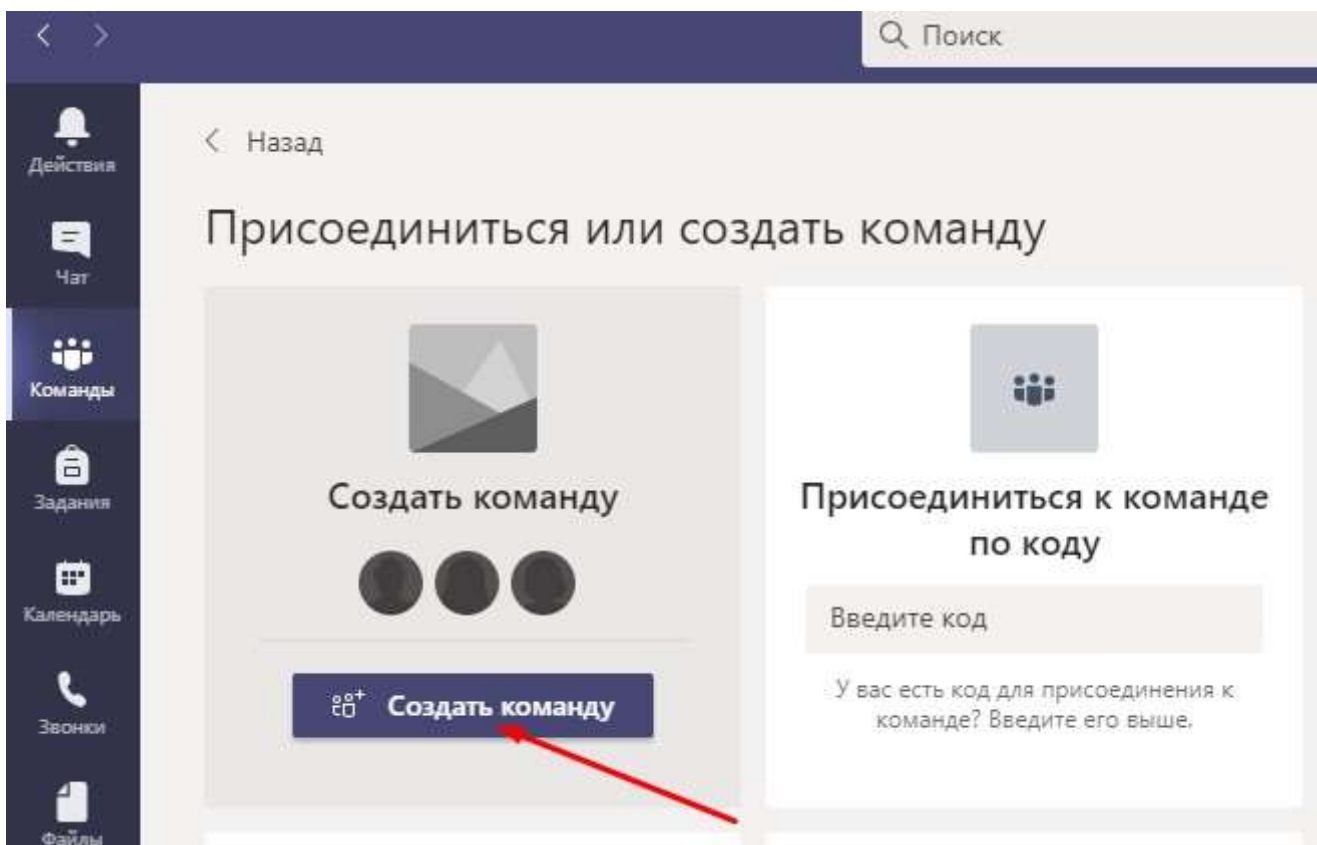 Поиск
Действия
Чат
Команды
Задания
Календарь
Звонки
Файлы
Назад
Присоединиться или создать команду
Создать команду
Создать команду
Присоединиться к команде
по коду
Введите код
У вас есть код для присоединения к
команде? Введите его выше.